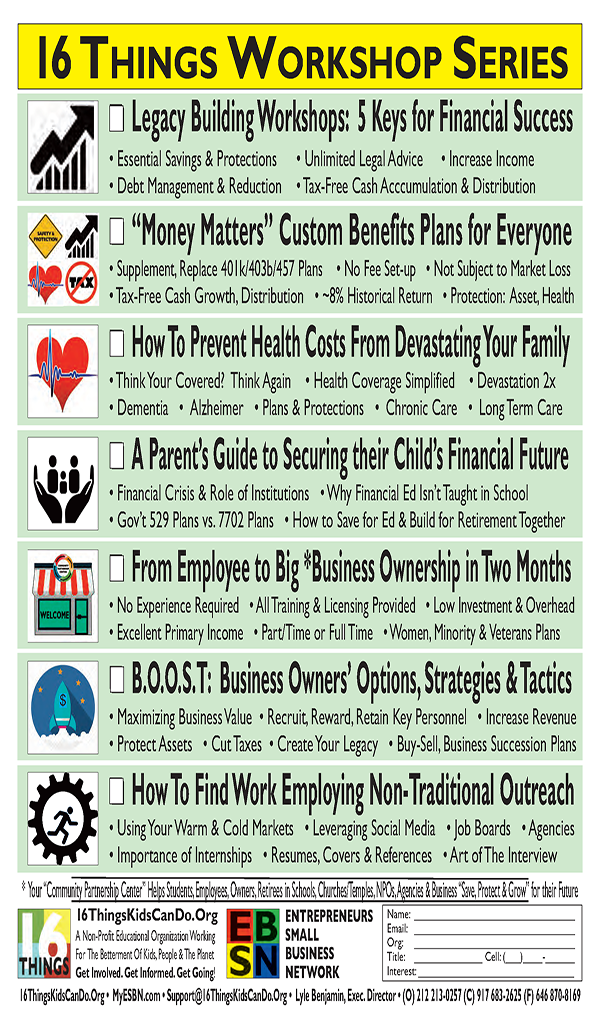 16 THINGS WORKSHOP SERIES
Legacy Building Workshops: 5 Keys for Financial Success
• Essential Savings & Protections • Unlimited Legal Advice • Increase Income
• Debt Management & Reduction • Tax-Free Cash Acccumulation & Distribution
SAFETY & PROTECTION
TAX
“Money Matters” Custom Benefits Plans for Everyone
• Supplement, Replace 401k/403b/457 Plans • No Fee Set-up • Not Subject to Market Loss
• Tax-Free Cash Growth, Distribution • ~8% Historical Return • Protection: Asset, Health
How To Prevent Health Costs From Devastating Your Family
• Think Your Covered? Think Again • Health Coverage Simplified • Devastation 2x
• Dementia • Alzheimer • Plans & Protections • Chronic Care • Long Term Care
A Parent’s Guide to Securing their Child’s Financial Future
• Financial Crisis & Role of Institutions • Why Financial Ed Isn’t Taught in School
• Gov’t 529 Plans vs. 7702 Plans • How to Save for Ed & Build for Retirement Together
WELCOME
From Employee to Big *Business Ownership in Two Months
• No Experience Required • All Training & Licensing Provided • Low Investment & Overhead
• Excellent Primary Income • Part/Time or Full Time • Women, Minority & Veterans Plans
$
B.O.O.S.T: Business Owners’ Options, Strategies & Tactics
• Maximizing Business Value • Recruit, Reward, Retain Key Personnel • Increase Revenue
• Protect Assets • Cut Taxes • Create Your Legacy • Buy-Sell, Business Succession Plans
How To Find Work Employing Non-Traditional Outreach
• Using Your Warm & Cold Markets • Leveraging Social Media • Job Boards • Agencies
• Importance of Internships • Resumes, Covers & References • Art of The Interview
* Your “Community Partnership Center” Helps Students, Employees, Owners, Retirees in Schools, Churches/Temples, NPOs, Agencies & Business “Save, Protect & Grow” for their Future
16
THINGS
16ThingsKidsCanDo.Org
A Non-Profit Educational Organization Working
For The Betterment Of Kids, People & The Planet
Get Involved. Get Informed. Get Going!
EB
SN
ENTREPRENEURS
SMALL
BUSINESS
NETWORK
Name:
Email:
Org:
Title: Cell: (___)____-____
Interest:
16ThingsKidsCanDo.Org • MyESBN.com • Support@16ThingsKidsCanDo.Org • Lyle Benjamin, Exec. Director • (O) 212 213-0257 (C) 917 683-2625 (F) 646 870-8169